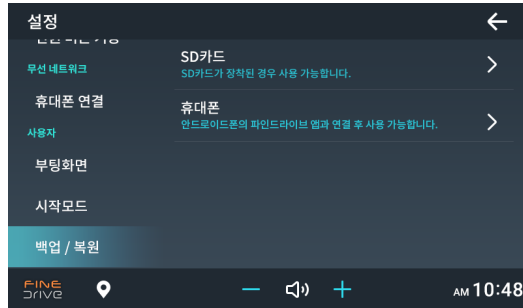 설정
무선 네트워크
휴대폰 연결
사용자
부팅화면
시작모드
백업 / 복원
SD카드
SD카드가 장착된 경우 사용 가능합니다.
휴대폰
안드로이드폰의 파인드라이브 앱과 연결 후 사용 가능합니다.
FINE
DRIVE
AM 10:48